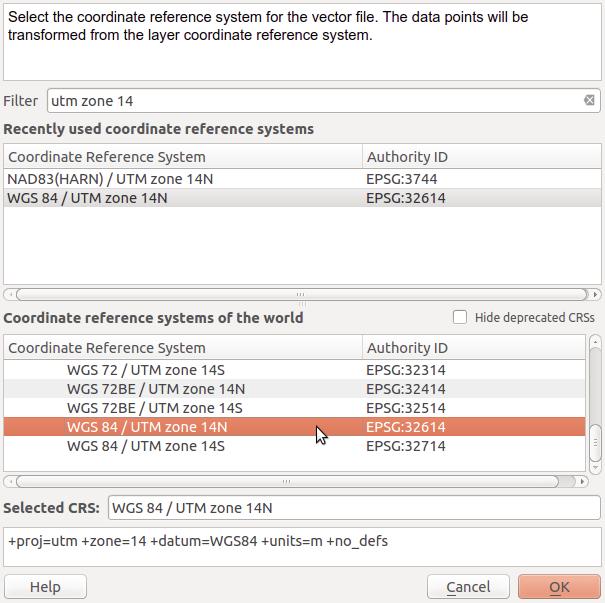 Select the coordinate reference system for the vector file. The data points will be
transformed from the layer coordinate reference system.
Filter utm zone 14
Recently used coordinate reference systems
Coordinate Reference System Authority ID
NAD83(HARN) / UTM zone 14N EPSG:3744
WGS 84 / UTM zone 14N EPSG:32614
Coordinate reference systems of the world Hide deprecated CRSs
Coordinate Reference System Authority ID
WGS 72 / UTM zone 14S EPSG:32314
WGS 72BE / UTM zone 14N EPSG:32414
WGS 72BE / UTM zone 14S EPSG:32514
WGS 84 / UTM zone 14N EPSG:32614
WGS 84 / UTM zone 14S EPSG:32714
Selected CRS: WGS 84 / UTM zone 14N
+proj=utm +zone=14 +datum=WGS84 +units=m +no_defs
Help Cancel OK